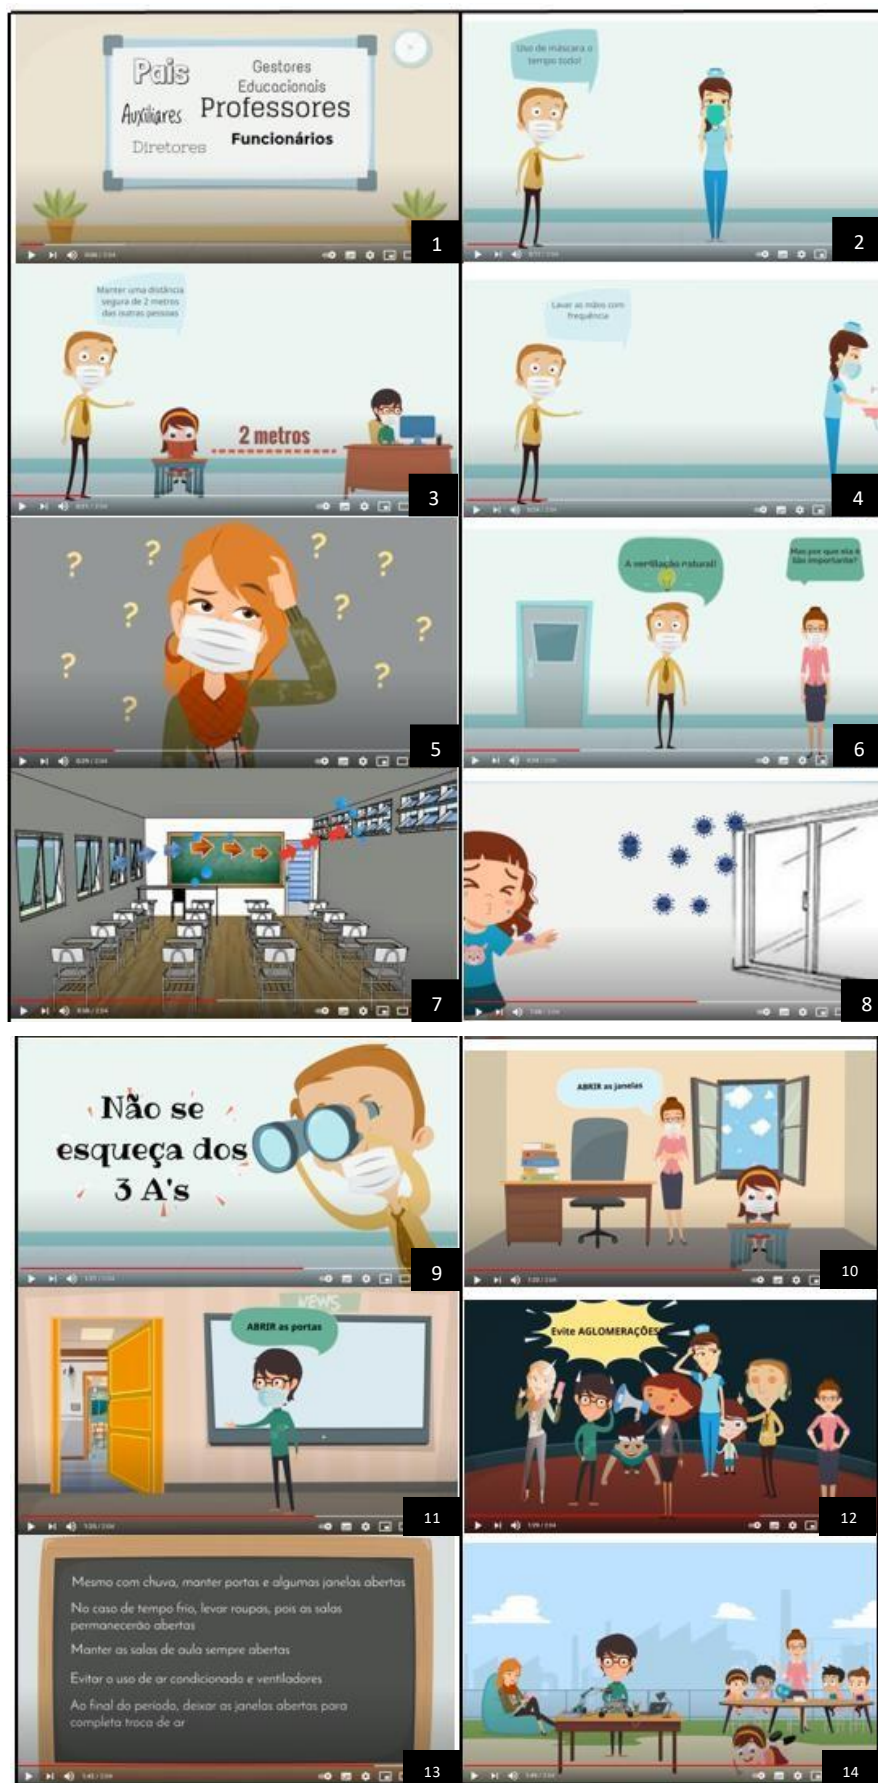 Pais
Gestores
Educacionais
Auxiliares
Professores
Diretores
Funcionários
1
Uso de máscara o
tempo todo!
2
Manter uma distância
segura de 2 metros
das outras pessoas
2 metros
3
Lavar as mãos com
frequência
4
? ? ? ? ? ? ? ? ? ?
5
A ventilação natural!
Mas por que ela é
tão importante?
6
7
8
Não se
esqueça dos
3 A's
9
ABRIR as janelas
10
NEWS
ABRIR as portas
11
Evite AGLOMERAÇÕES
12
Mesmo com chuva, manter portas e algumas janelas abertas
No caso de tempo frio, levar roupas, pois as salas
permanecerão abertas
Manter as salas de aula sempre abertas
Evitar o uso de ar condicionado e ventiladores
Ao final do período, deixar as janelas abertas para
completa troca de ar
13
14